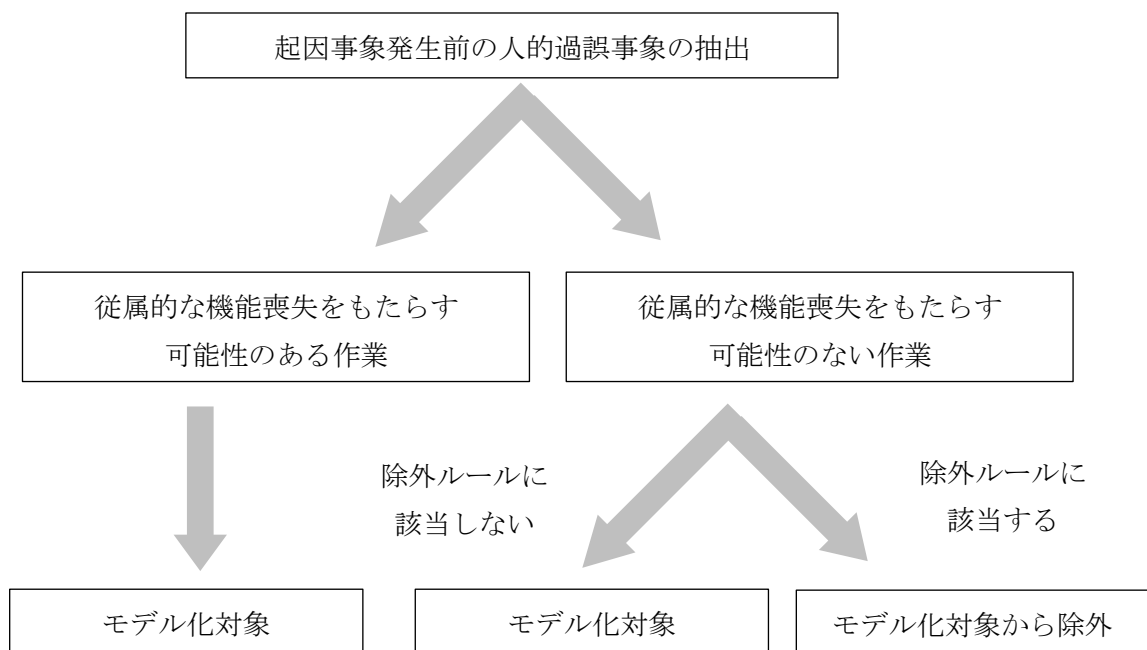 起因事象発生前の人的過誤事象の抽出
従属的な機能喪失をもたらす
可能性のある作業
従属的な機能喪失をもたらす
可能性のない作業
除外ルールに
該当しない
除外ルールに
該当する
モデル化対象
モデル化対象
モデル化対象から除外